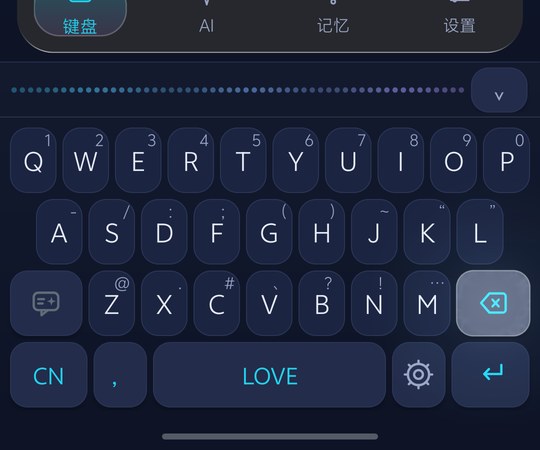 键盘 AI 记忆 设置
1 2 3 4 5 6 7 8 9 0
Q W E R T Y U I O P
- / : ; ( ) ~ “ ”
A S D F G H J K L
@ . # 、 ? ! …
Z X C V B N M
CN , LOVE